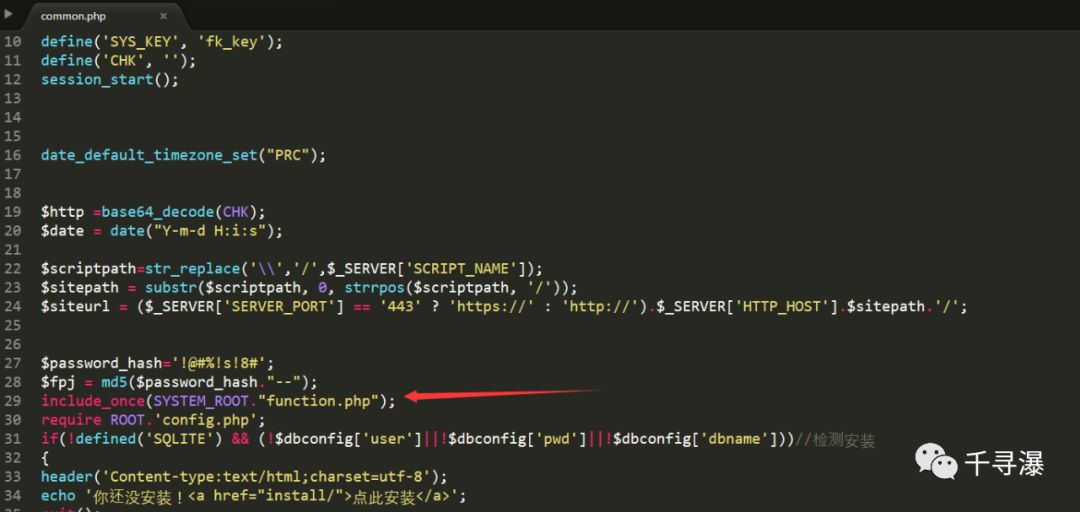 common.php ×
10 define('SYS_KEY', 'fk_key');
11 define('CHK', '');
12 session_start();
13
14
15
16 date_default_timezone_set("PRC");
17
18
19 $http =base64_decode(CHK);
20 $date = date("Y-m-d H:i:s");
21
22 $scriptpath=str_replace('\\','/',$_SERVER['SCRIPT_NAME']);
23 $sitepath = substr($scriptpath, 0, strrpos($scriptpath, '/'));
24 $siteurl = ($_SERVER['SERVER_PORT'] == '443' ? 'https://' : 'http://').$_SERVER['HTTP_HOST'].$sitepath.'/';
25
26
27 $password_hash='!@#%!s!8#';
28 $fpj = md5($password_hash."--");
29 include_once(SYSTEM_ROOT."function.php");
30 require ROOT.'config.php';
31 if(!defined('SQLITE') && (!$dbconfig['user']||!$dbconfig['pwd']||!$dbconfig['dbname']))//检测安装
32 {
33 header('Content-type:text/html;charset=utf-8');
34 echo '你还没安装！<a href="install/">点此安装</a>';
35 exit();
千寻瀑